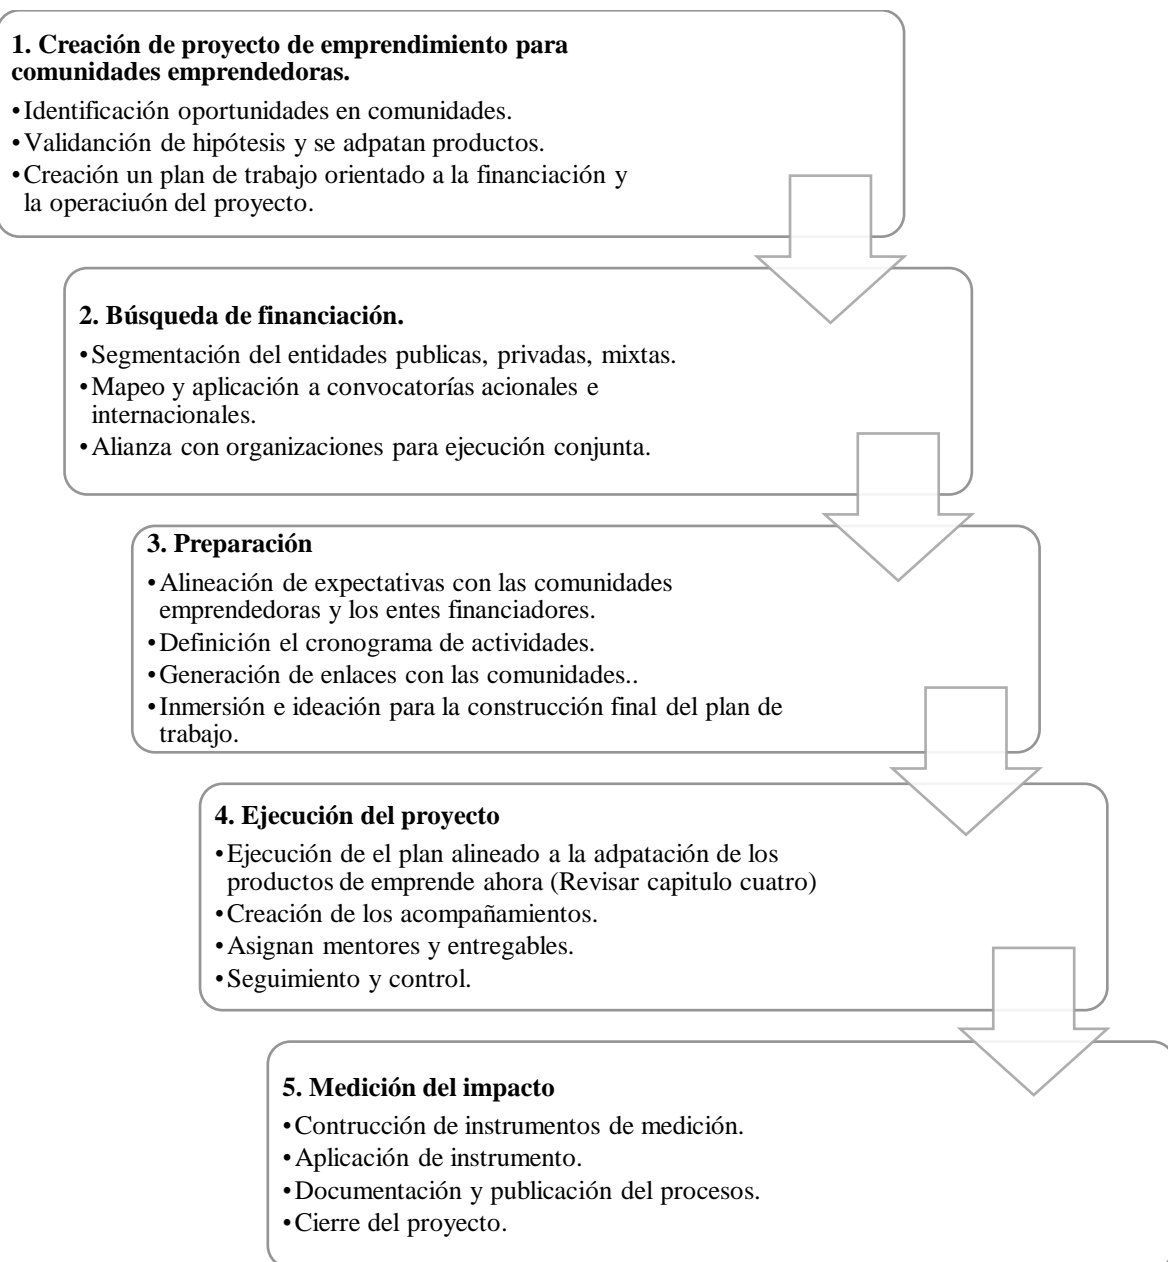 1. Creación de proyecto de emprendimiento para
comunidades emprendedoras.
•Identificación oportunidades en comunidades.
•Validanción de hipótesis y se adpatan productos.
•Creación un plan de trabajo orientado a la financiación y
la operaciuón del proyecto.
2. Búsqueda de financiación.
•Segmentación del entidades publicas, privadas, mixtas.
•Mapeo y aplicación a convocatorías acionales e
internacionales.
•Alianza con organizaciones para ejecución conjunta.
3. Preparación
•Alineación de expectativas con las comunidades
emprendedoras y los entes financiadores.
•Definición el cronograma de actividades.
•Generación de enlaces con las comunidades..
•Inmersión e ideación para la construcción final del plan de
trabajo.
4. Ejecución del proyecto
•Ejecución de el plan alineado a la adpatación de los
productos de emprende ahora (Revisar capitulo cuatro)
•Creación de los acompañamientos.
•Asignan mentores y entregables.
•Seguimiento y control.
5. Medición del impacto
•Contrucción de instrumentos de medición.
•Aplicación de instrumento.
•Documentación y publicación del procesos.
•Cierre del proyecto.